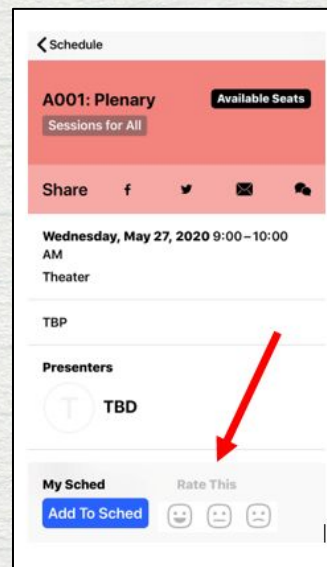 Schedule
A001: Plenary
Available Seats
Sessions for All
Share
Wednesday, May 27, 2020 9:00–10:00
AM
Theater
TBP
Presenters
T
TBD
My Sched
Rate This
Add To Sched